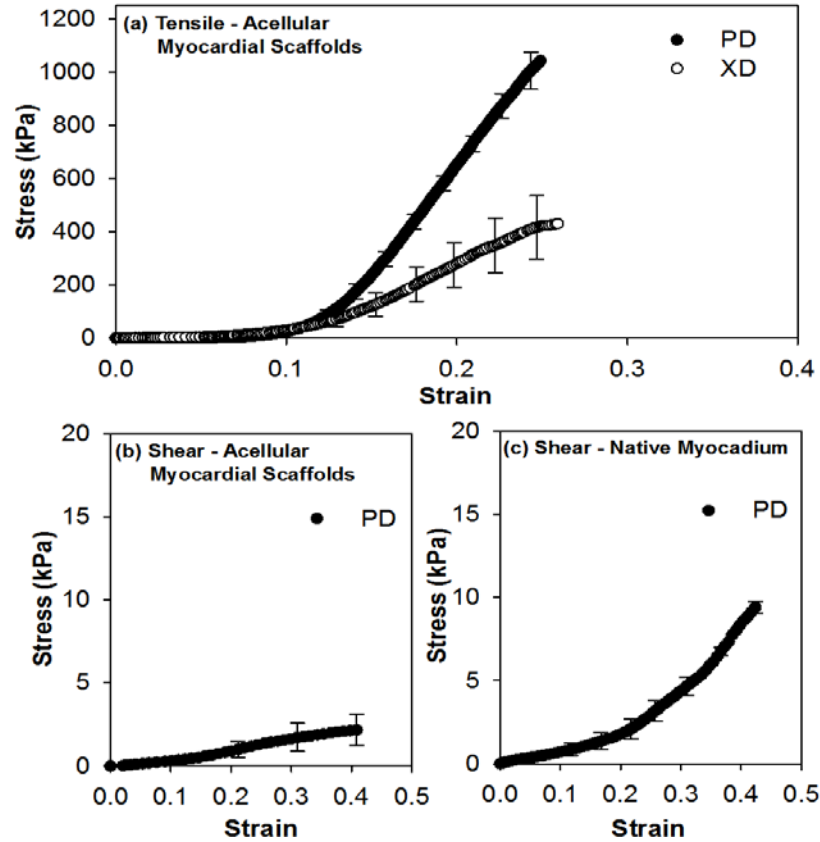 (a) Tensile - Acellular
Myocardial Scaffolds
PD
XD
1200
1000
800
600
400
200
0
Stress (kPa)
0.0 0.1 0.2 0.3 0.4
Strain
(b) Shear - Acellular
Myocardial Scaffolds
PD
20
15
10
5
0
Stress (kPa)
0.0 0.1 0.2 0.3 0.4 0.5
Strain
(c) Shear - Native Myocadium
PD
20
15
10
5
0
Stress (kPa)
0.0 0.1 0.2 0.3 0.4 0.5
Strain